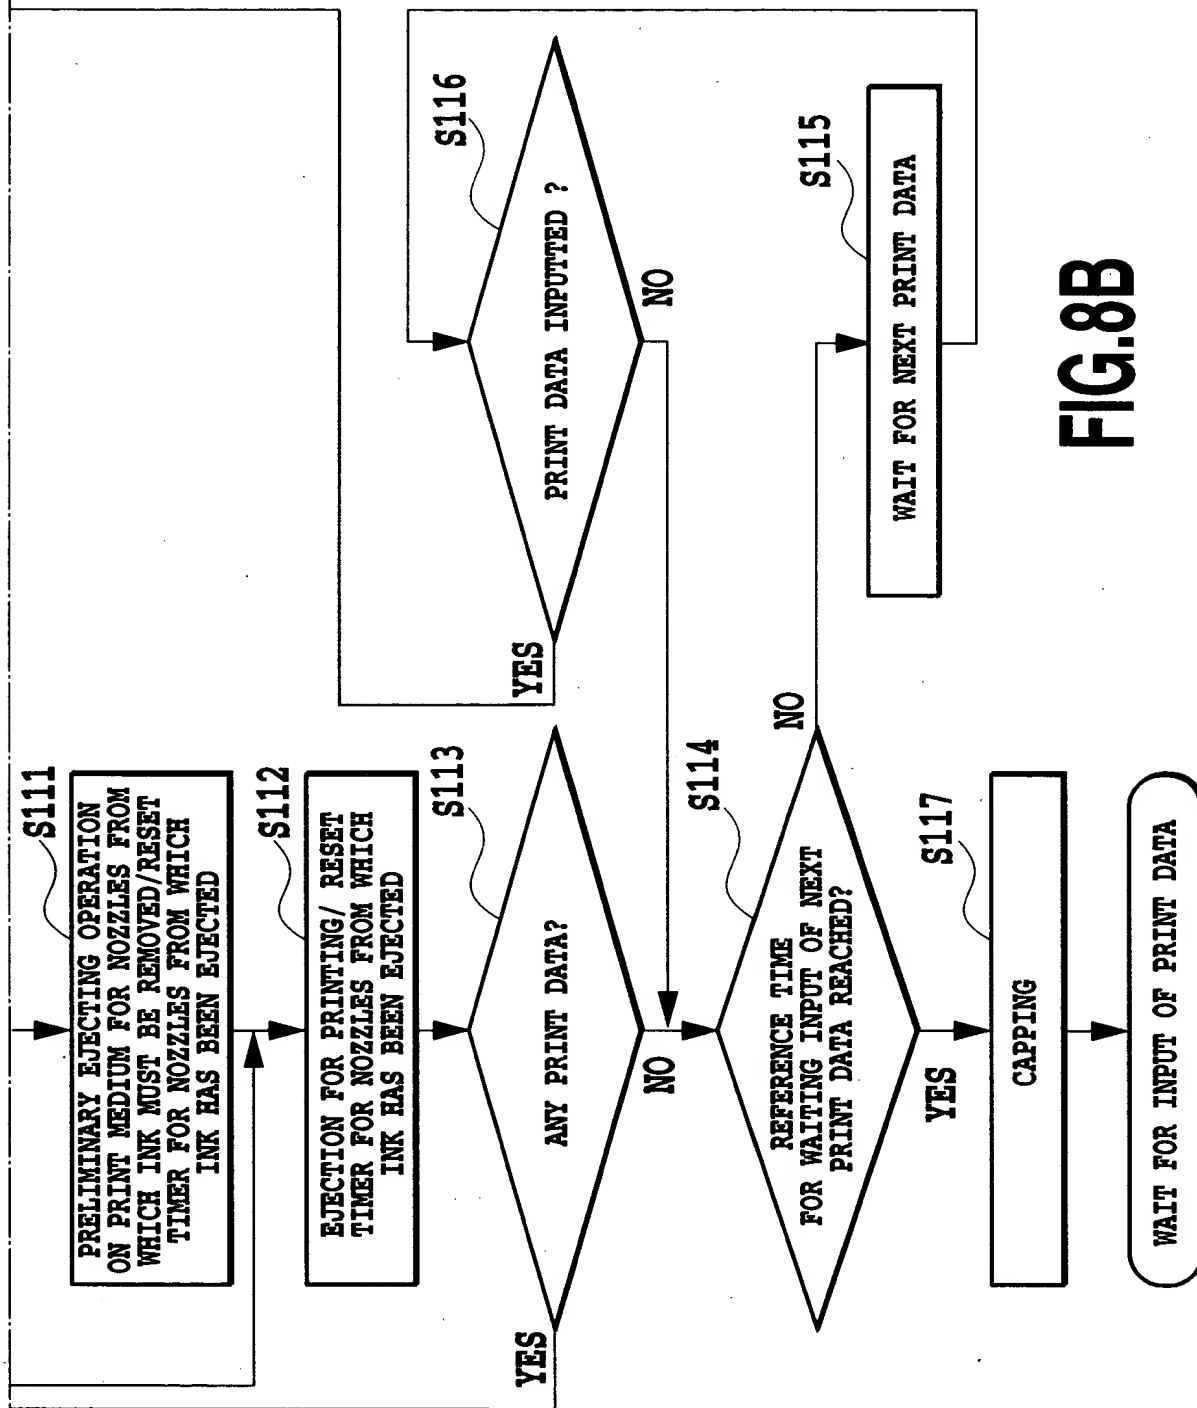 S111
PRELIMINARY EJECTING OPERATION
ON PRINT MEDIUM FOR NOZZLES FROM
WHICH INK MUST BE REMOVED/RESET
TIMER FOR NOZZLES FROM WHICH
INK HAS BEEN EJECTED
S112
EJECTION FOR PRINTING/ RESET
TIMER FOR NOZZLES FROM WHICH
INK HAS BEEN EJECTED
S113
ANY PRINT DATA?
YES
NO
S116
PRINT DATA INPUTTED ?
YES
NO
S114
REFERENCE TIME
FOR WAITING INPUT OF NEXT
PRINT DATA REACHED?
NO
YES
S115
WAIT FOR NEXT PRINT DATA
S117
CAPPING
WAIT FOR INPUT OF PRINT DATA
FIG.8B